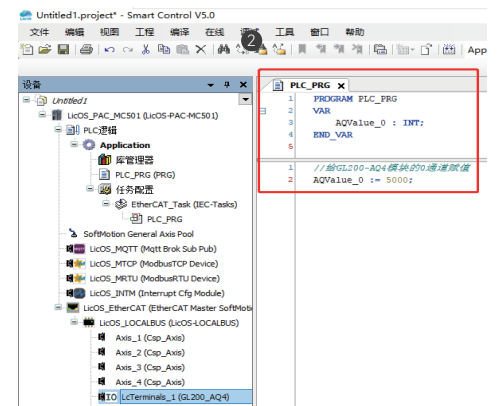 Untitled1.project* - Smart Control V5.0
文件 编辑 视图 工程 编译 在线 工具 窗口 帮助
2
App
设备
Untitled1
LicOS_PAC_MC501 (LicOS-PAC-MC501)
PLC逻辑
Application
库管理器
PLC_PRG (PRG)
任务配置
EtherCAT_Task (IEC-Tasks)
PLC_PRG
SoftMotion General Axis Pool
LicOS_MQTT (Mqtt Brok Sub Pub)
LicOS_MTCP (ModbusTCP Device)
LicOS_MRTU (ModbusRTU Device)
LicOS_INTM (Interrupt Cfg Module)
LicOS_EtherCAT (EtherCAT Master SoftMoti
LicOS_LOCALBUS (LicOS-LOCALBUS)
Axis_1 (Csp_Axis)
Axis_2 (Csp_Axis)
Axis_3 (Csp_Axis)
Axis_4 (Csp_Axis)
IO LcTerminals_1 (GL200_AQ4)
PLC_PRG
1 PROGRAM PLC_PRG
2 VAR
3 AQValue_0 : INT;
4 END_VAR
5
1 //给GL200-AQ4模块的0通道赋值
2 AQValue_0 := 5000;